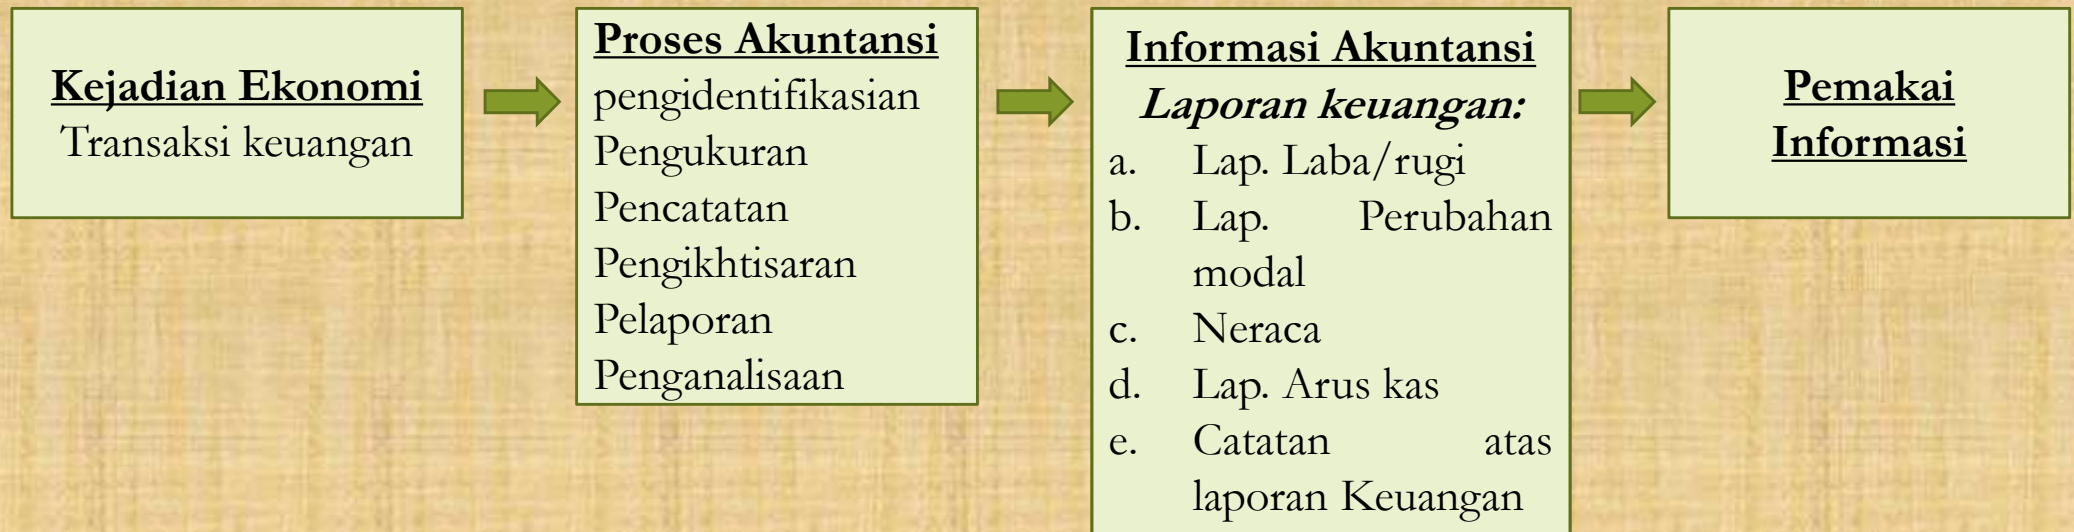 Kejadian Ekonomi
Transaksi keuangan
Proses Akuntansi
pengidentifikasian
Pengukuran
Pencatatan
Pengikhtisaran
Pelaporan
Penganalisaan
Informasi Akuntansi
Laporan keuangan:
a. Lap. Laba/rugi
b. Lap. Perubahan
modal
c. Neraca
d. Lap. Arus kas
e. Catatan atas
laporan Keuangan
Pemakai
Informasi